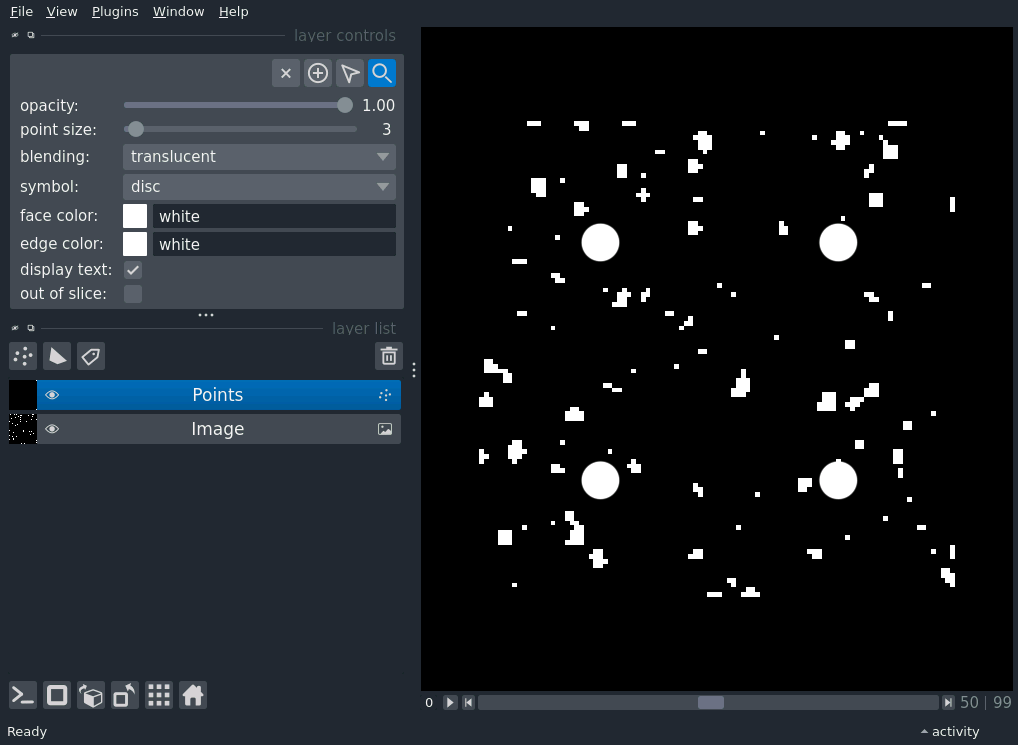 File View Plugins Window Help
layer controls
opacity: 1.00
point size: 3
blending: translucent
symbol: disc
face color: white
edge color: white
display text:
out of slice:
layer list
Points
Image
0 50 | 99
Ready activity